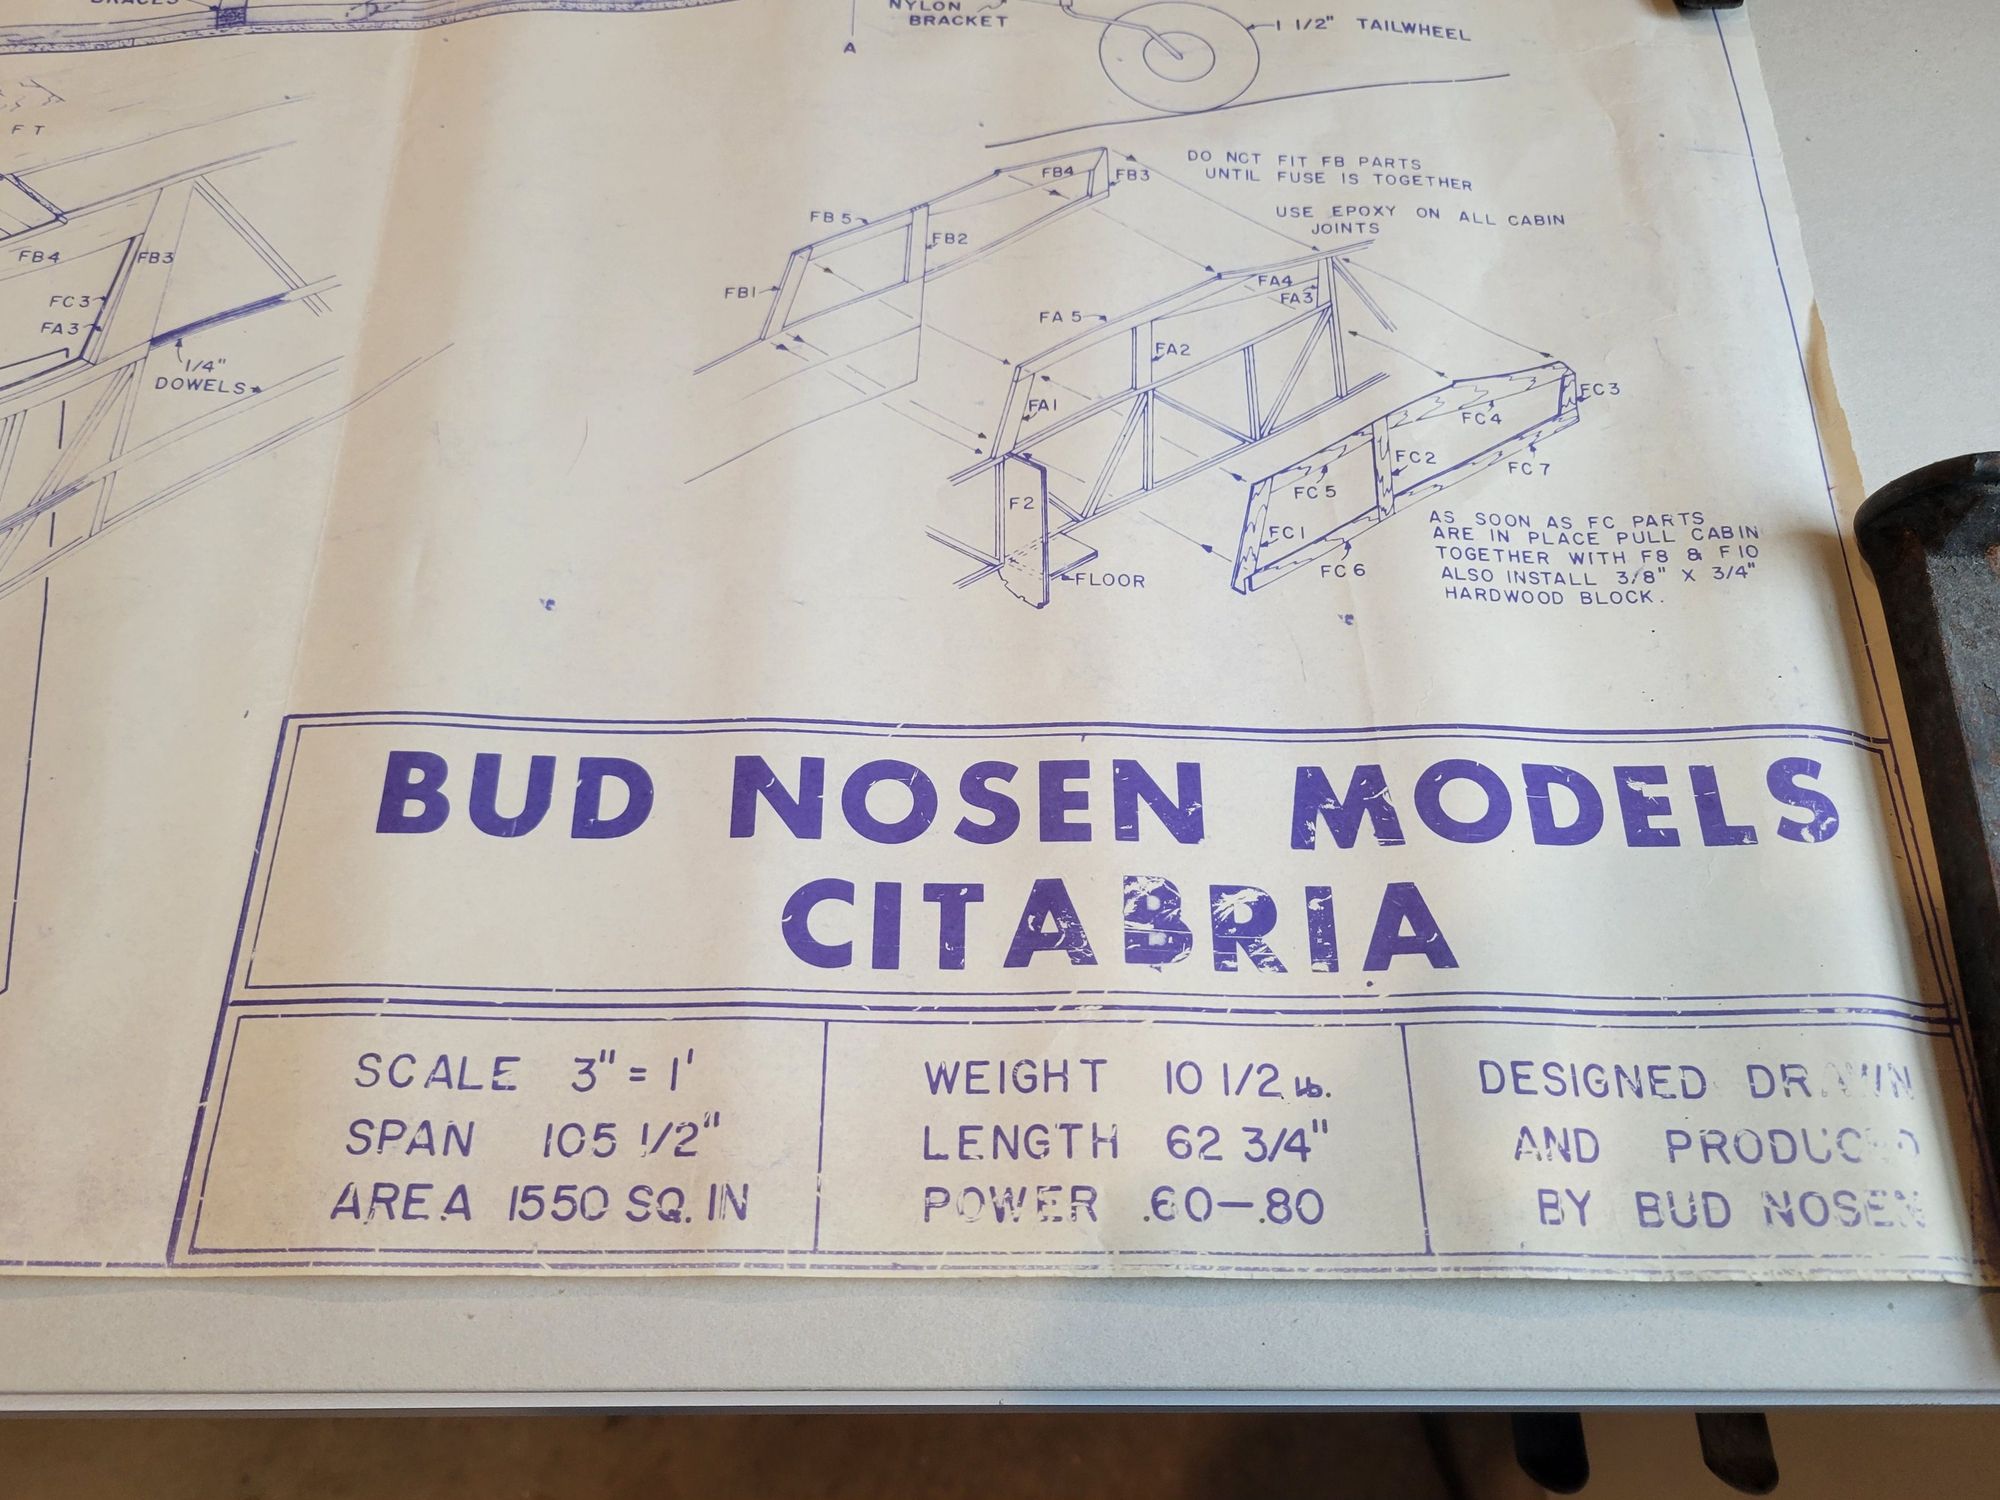 BRACES
NYLON
BRACKET
A
1 1/2" TAILWHEEL
FT
FB4
FB3
FC3
FA3
1/4"
DOWELS
DO NOT FIT FB PARTS
UNTIL FUSE IS TOGETHER
USE EPOXY ON ALL CABIN
JOINTS
FB4
FB3
FB5
FB2
FB1
FA4
FA3
FA5
FA2
FA1
FC3
FC4
FC2
FC7
FC5
F2
FC1
FC6
FLOOR
AS SOON AS FC PARTS
ARE IN PLACE PULL CABIN
TOGETHER WITH F8 & F10
ALSO INSTALL 3/8" X 3/4"
HARDWOOD BLOCK.
BUD NOSEN MODELS
CITABRIA
SCALE 3" = 1'
SPAN 105 1/2"
AREA 1550 SQ. IN
WEIGHT 10 1/2 lb.
LENGTH 62 3/4"
POWER .60-.80
DESIGNED DRAWN
AND PRODUCED
BY BUD NOSEN